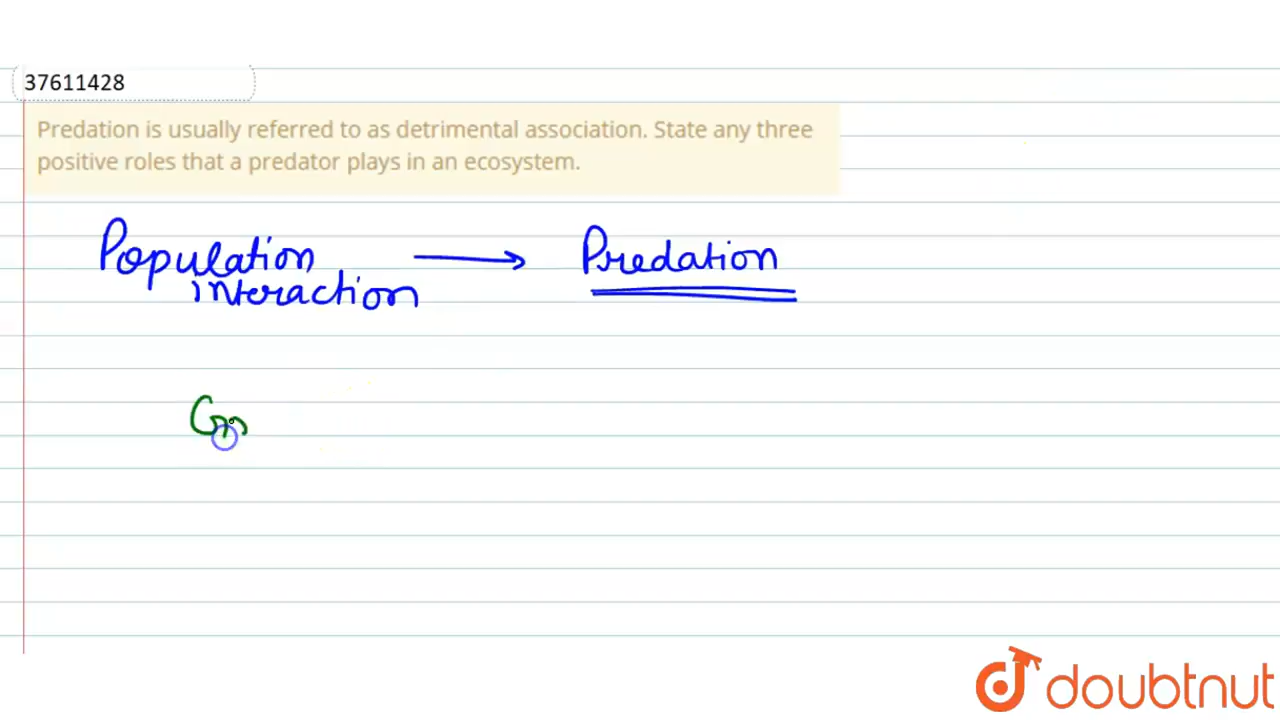 37611428
Predation is usually referred to as detrimental association. State any three
positive roles that a predator plays in an ecosystem.
Population → Predation
interaction
doubtnut